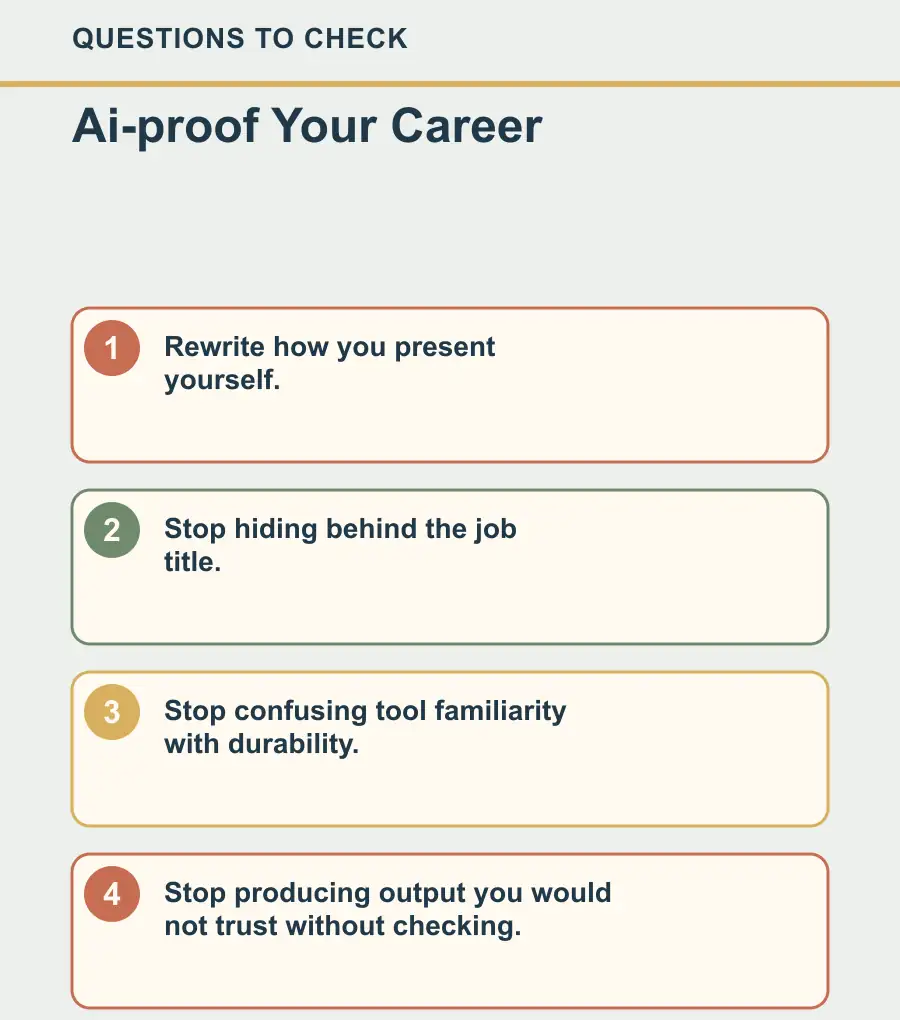 QUESTIONS TO CHECK
Ai-proof Your Career
1
Rewrite how you present
yourself.
2
Stop hiding behind the job
title.
3
Stop confusing tool familiarity
with durability.
4
Stop producing output you would
not trust without checking.